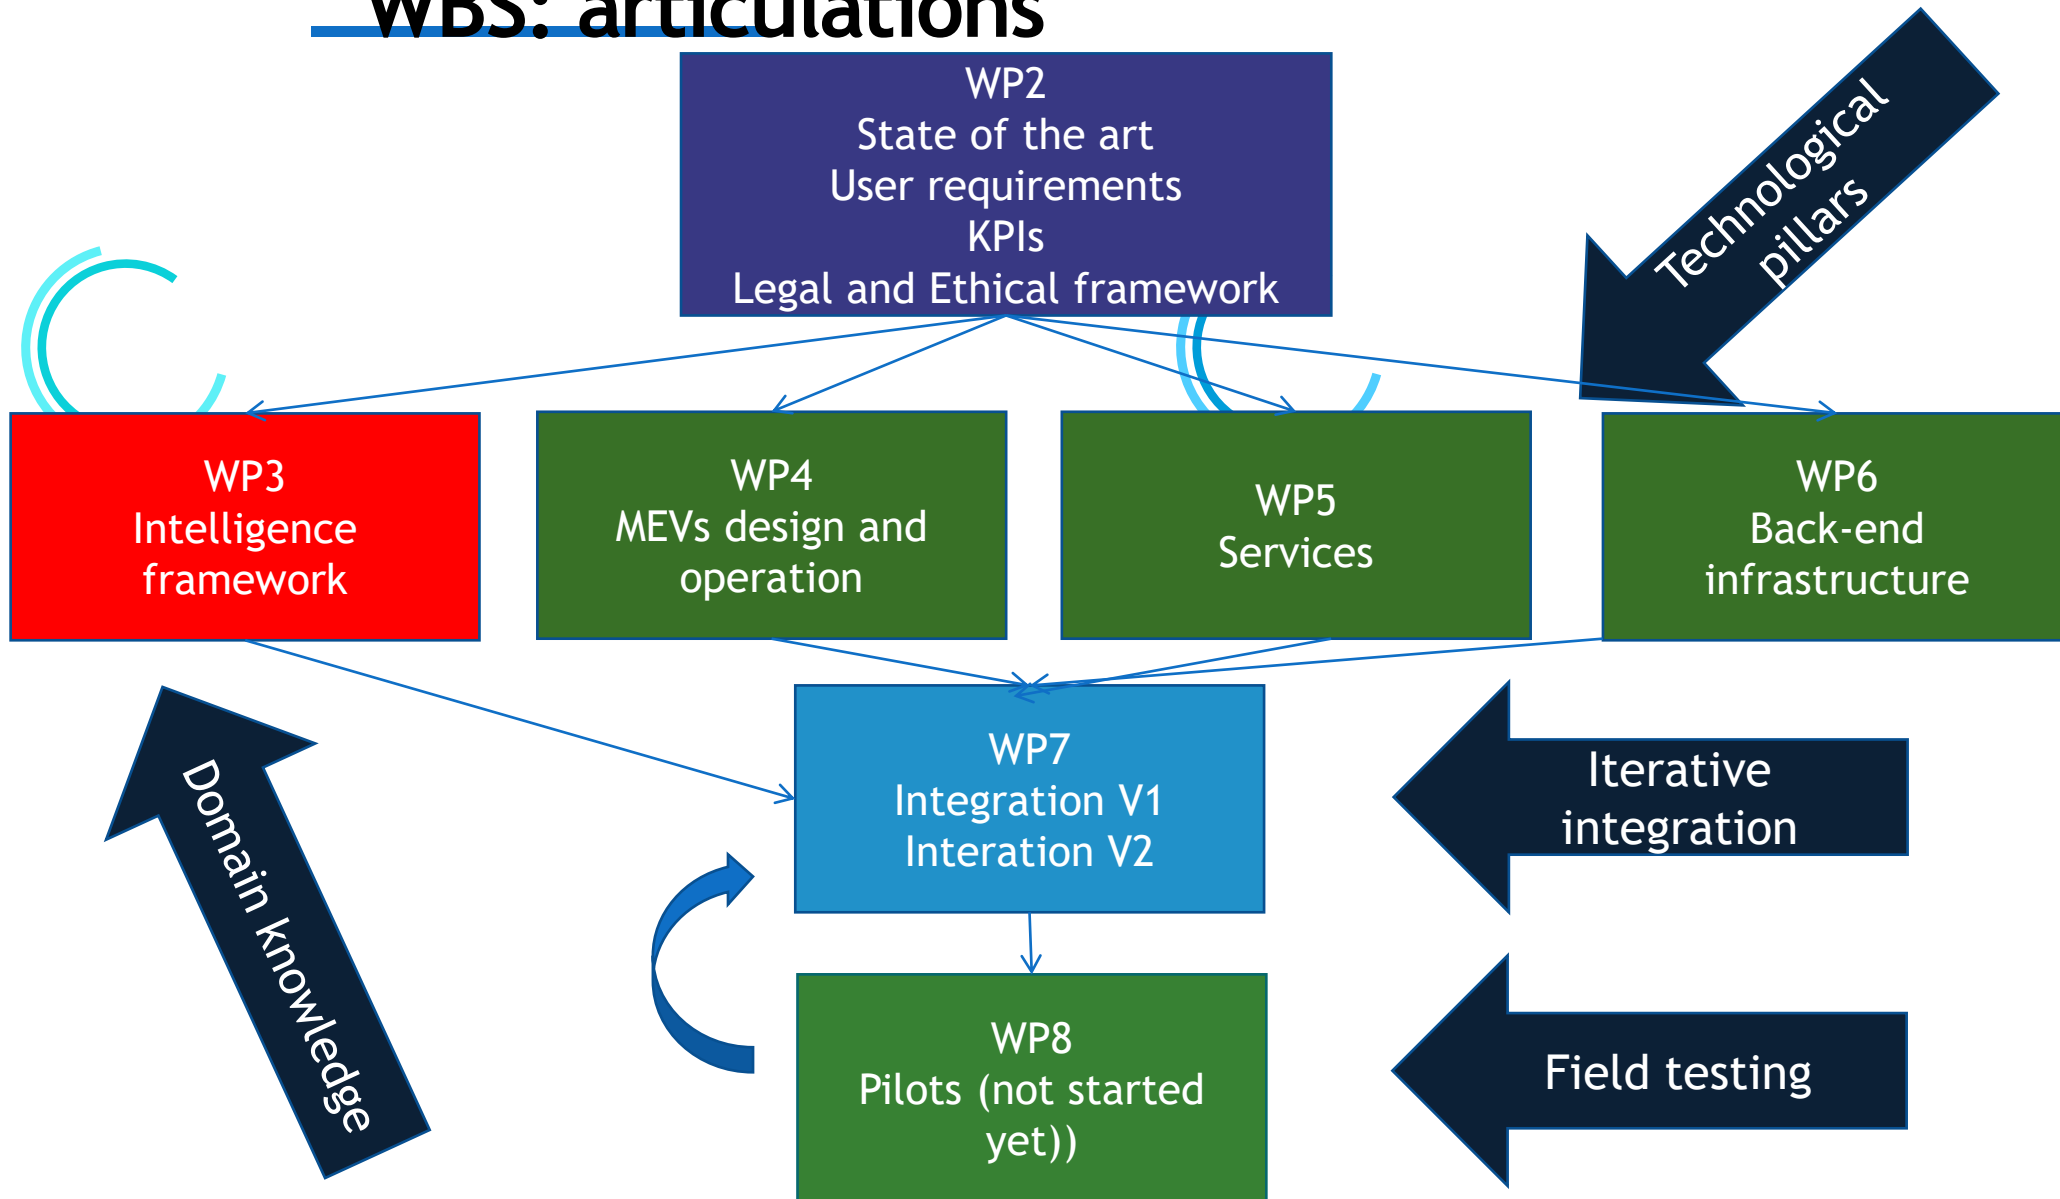 WBS: articulations
WP2
State of the art
User requirements
KPIs
Legal and Ethical framework
Technological
pillars
WP3
Intelligence
framework
WP4
MEVs design and
operation
WP5
Services
WP6
Back-end
infrastructure
Domain knowledge
WP7
Integration V1
Interation V2
Iterative
integration
WP8
Pilots (not started
yet))
Field testing